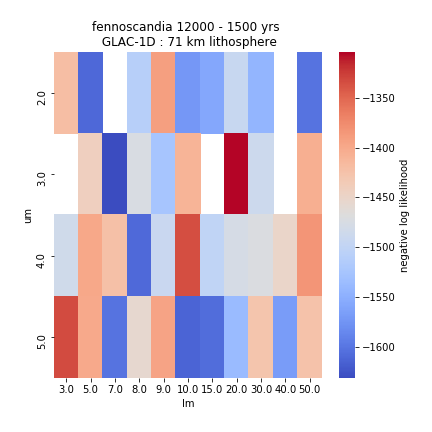 fennoscandia 12000 - 1500 yrs
GLAC-1D : 71 km lithosphere
2.0
3.0
4.0
5.0
um
3.0 5.0 7.0 8.0 9.0 10.0 15.0 20.0 30.0 40.0 50.0
lm
−1350
−1400
−1450
−1500
−1550
−1600
negative log likelihood